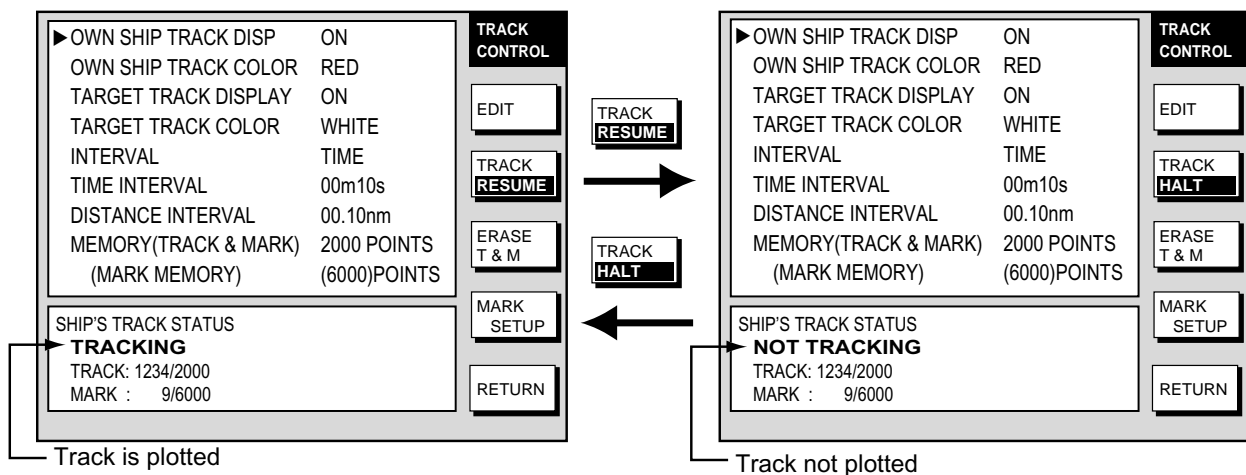 ▶OWN SHIP TRACK DISP ON
OWN SHIP TRACK COLOR RED
TARGET TRACK DISPLAY ON
TARGET TRACK COLOR WHITE
INTERVAL TIME
TIME INTERVAL 00m10s
DISTANCE INTERVAL 00.10nm
MEMORY(TRACK & MARK) 2000 POINTS
(MARK MEMORY) (6000)POINTS
SHIP'S TRACK STATUS
TRACKING
TRACK: 1234/2000
MARK : 9/6000
TRACK
CONTROL
EDIT
TRACK
RESUME
ERASE
T & M
MARK
SETUP
RETURN
Track is plotted
TRACK
RESUME
TRACK
HALT
▶OWN SHIP TRACK DISP ON
OWN SHIP TRACK COLOR RED
TARGET TRACK DISPLAY ON
TARGET TRACK COLOR WHITE
INTERVAL TIME
TIME INTERVAL 00m10s
DISTANCE INTERVAL 00.10nm
MEMORY(TRACK & MARK) 2000 POINTS
(MARK MEMORY) (6000)POINTS
SHIP'S TRACK STATUS
NOT TRACKING
TRACK: 1234/2000
MARK : 9/6000
TRACK
CONTROL
EDIT
TRACK
HALT
ERASE
T & M
MARK
SETUP
RETURN
Track not plotted